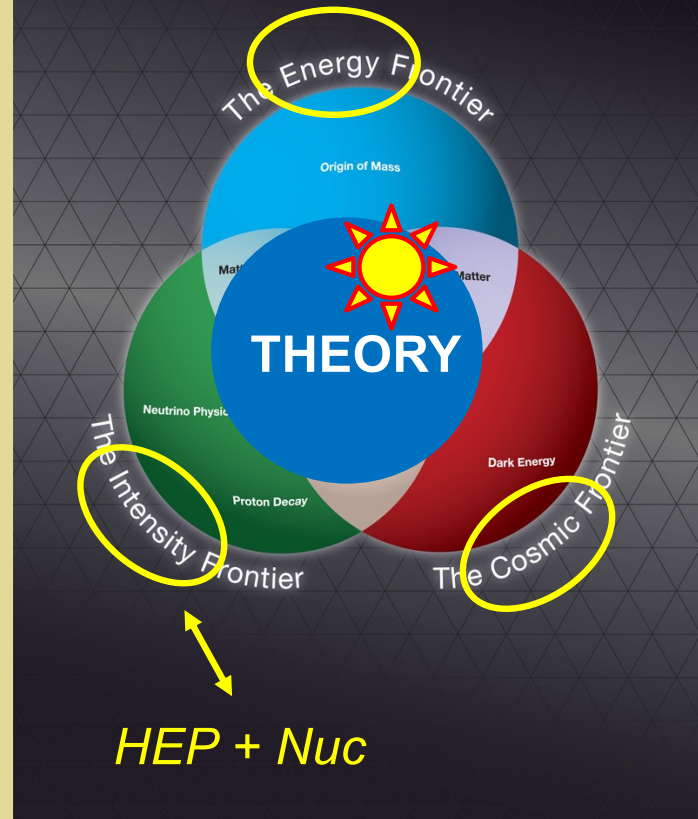 The Energy Frontier
Origin of Mass
Matter
THEORY
Neutrino Physic
Dark Energy
Proton Decay
The Intensity Frontier
The Cosmic Frontier
HEP + Nuc